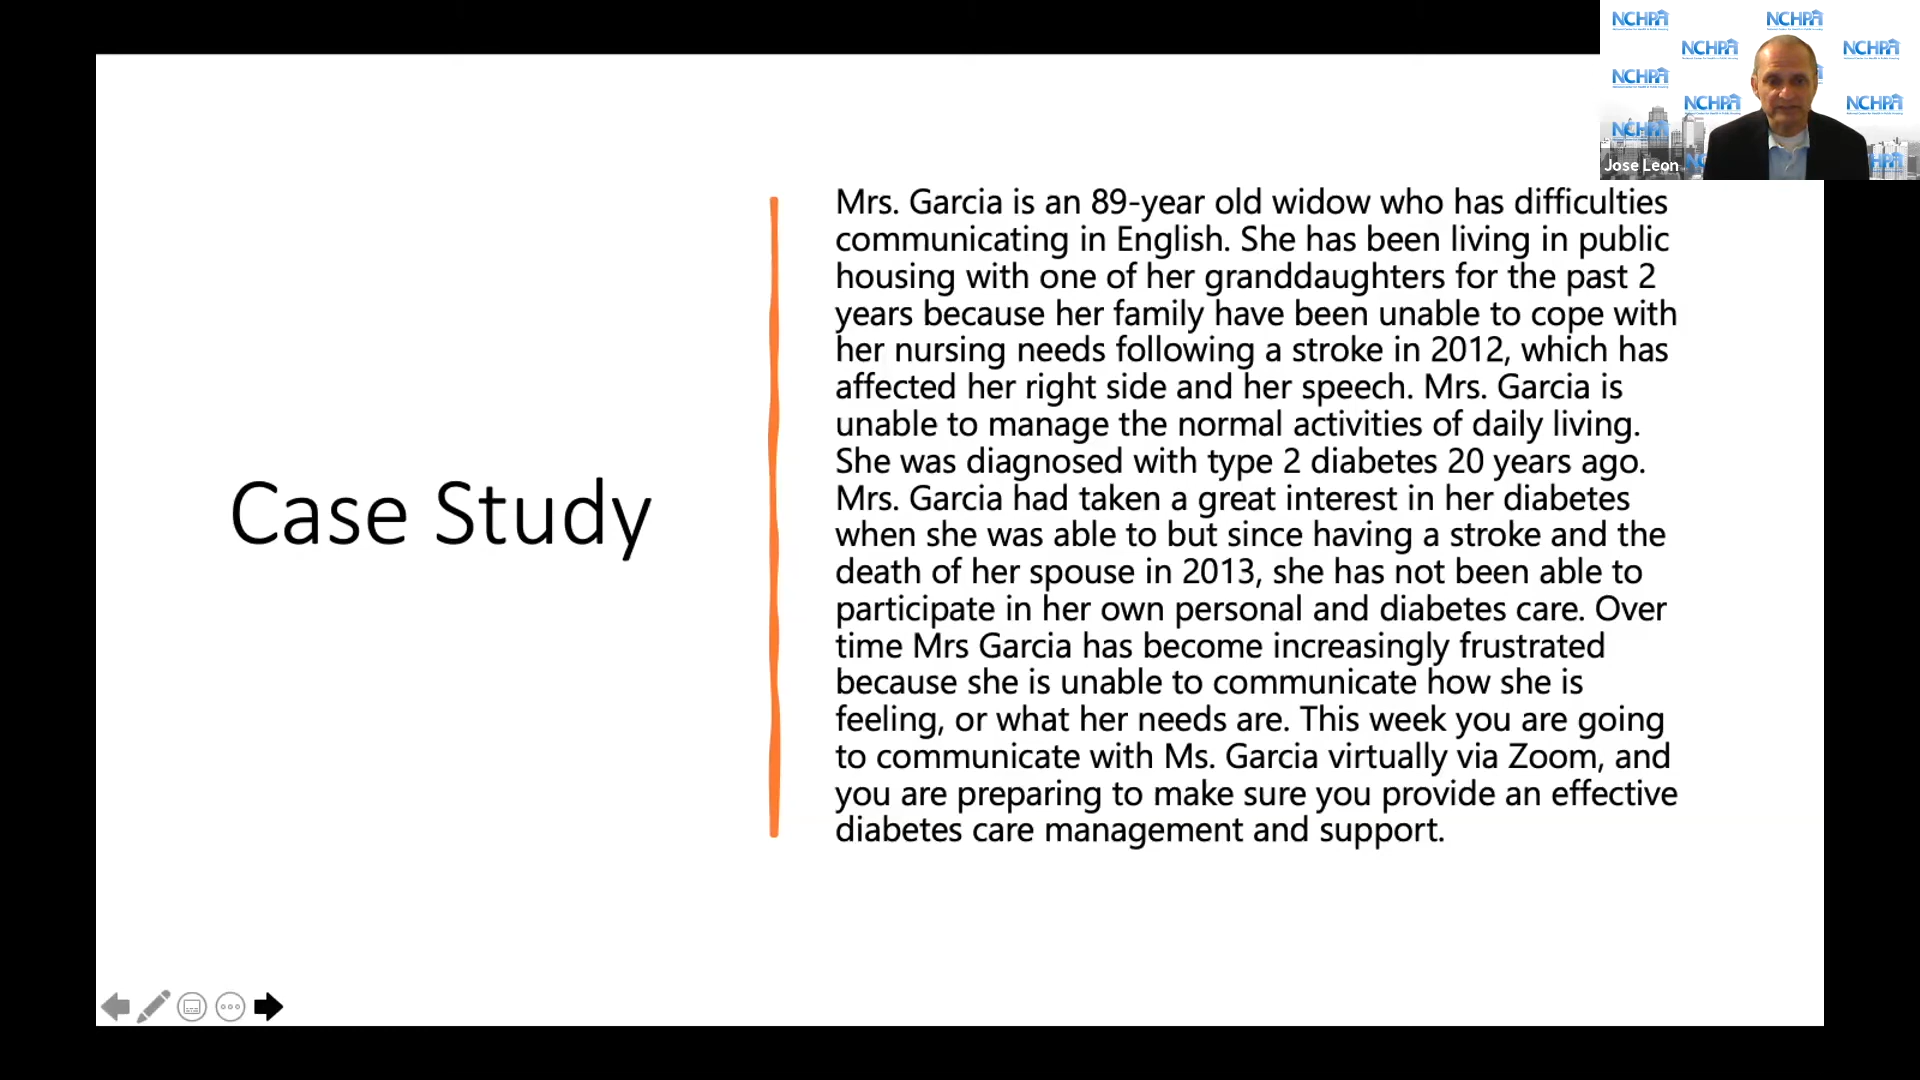 Case Study
Mrs. Garcia is an 89-year old widow who has difficulties
communicating in English. She has been living in public
housing with one of her granddaughters for the past 2
years because her family have been unable to cope with
her nursing needs following a stroke in 2012, which has
affected her right side and her speech. Mrs. Garcia is
unable to manage the normal activities of daily living.
She was diagnosed with type 2 diabetes 20 years ago.
Mrs. Garcia had taken a great interest in her diabetes
when she was able to but since having a stroke and the
death of her spouse in 2013, she has not been able to
participate in her own personal and diabetes care. Over
time Mrs Garcia has become increasingly frustrated
because she is unable to communicate how she is
feeling, or what her needs are. This week you are going
to communicate with Ms. Garcia virtually via Zoom, and
you are preparing to make sure you provide an effective
diabetes care management and support.
NCHPH
NCHPH
NCHPH
NCHPH
NCHPH
NCHPH
NCHPH
Jose Leon